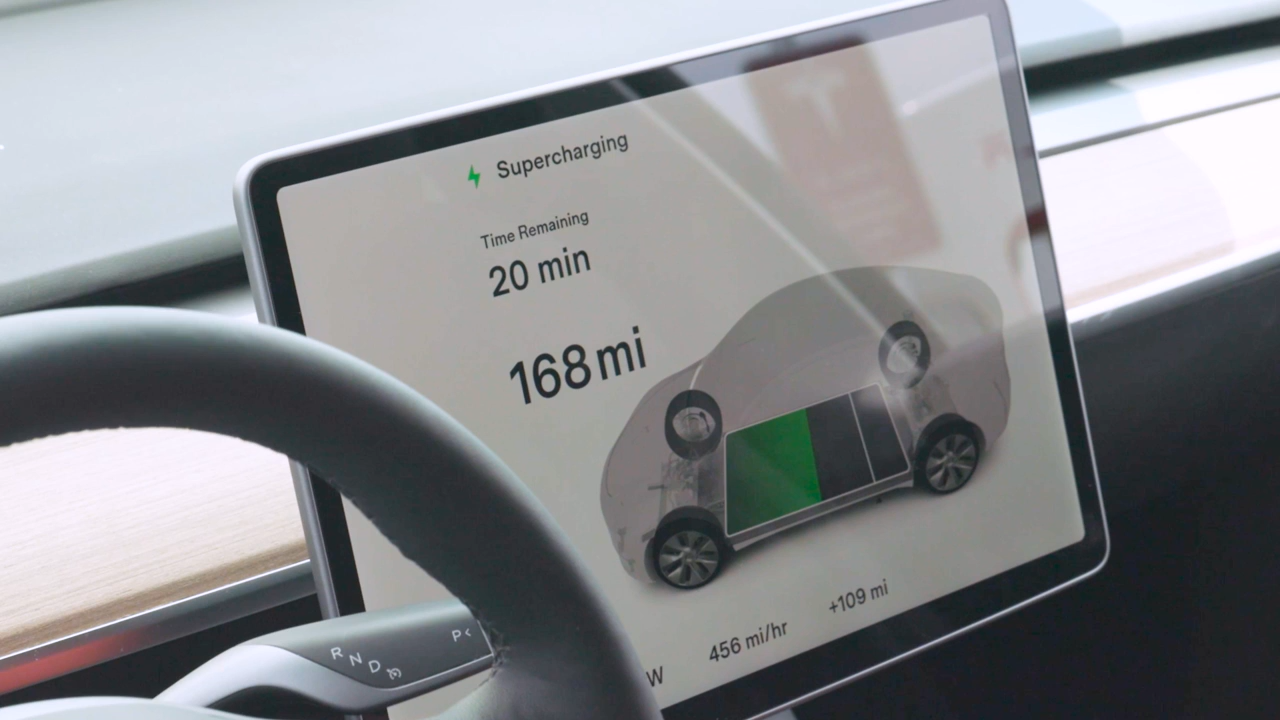 Supercharging
Time Remaining
20 min
168 mi
+109 mi
456 mi/hr
W
P<
R N D